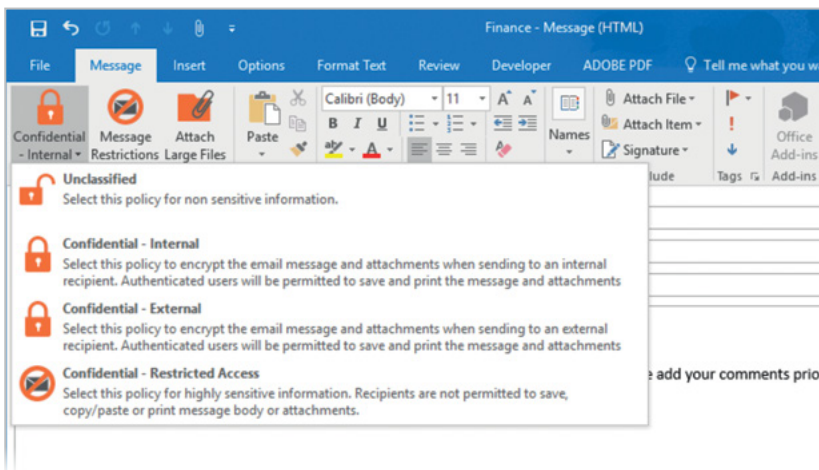 Finance - Message (HTML)
File Message Insert Options Format Text Review Developer ADOBE PDF Tell me what you w
Calibri (Body) 11 A A Attach File
Confidential Message Attach Paste B I U Names Attach Item Office
- Internal Restrictions Large Files ab A Signature Add-ins
lude Tags Add-ins
Unclassified
Select this policy for non sensitive information.
Confidential - Internal
Select this policy to encrypt the email message and attachments when sending to an internal
recipient. Authenticated users will be permitted to save and print the message and attachments
Confidential - External
Select this policy to encrypt the email message and attachments when sending to an external
recipient. Authenticated users will be permitted to save and print the message and attachments
Confidential - Restricted Access
e add your comments prio
Select this policy for highly sensitive information. Recipients are not permitted to save,
copy/paste or print message body or attachments.